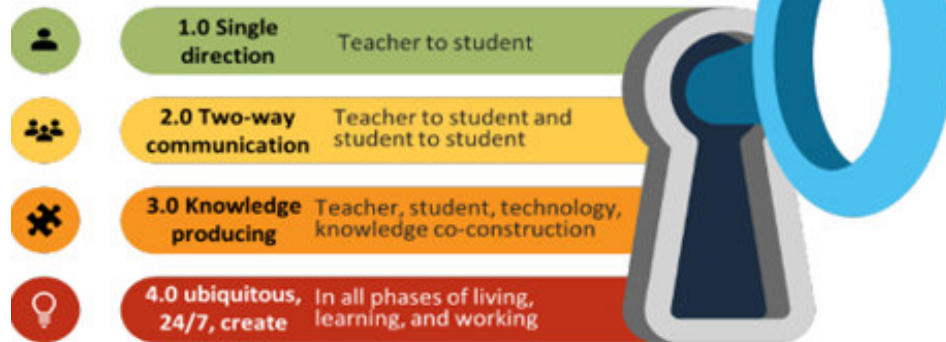 1.0 Single
direction
Teacher to student
2.0 Two-way
communication
Teacher to student and
student to student
3.0 Knowledge
producing
Teacher, student, technology,
knowledge co-construction
4.0 ubiquitous,
24/7, create
In all phases of living,
learning, and working